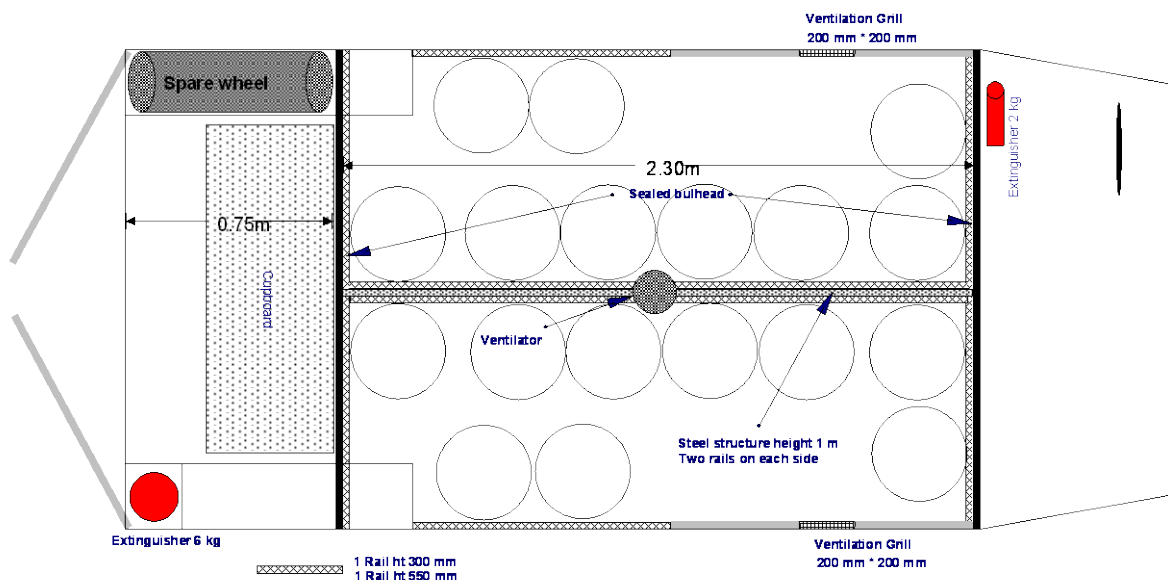 Ventilation Grill
200 mm * 200 mm
Spare wheel
Extinguisher 2 kg
2.30m
Sealed bulhead
0.75m
Cupboard
Ventilator
Steel structure height 1 m
Two rails on each side
Extinguisher 6 kg
Ventilation Grill
200 mm * 200 mm
1 Rail ht 300 mm
1 Rail ht 550 mm